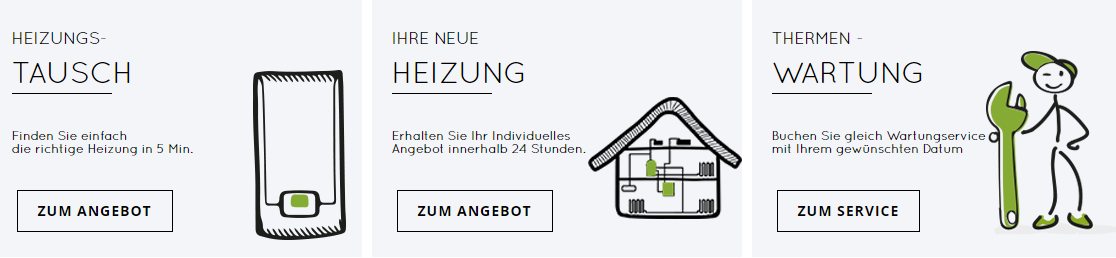 HEIZUNGS-
TAUSCH
Finden Sie einfach
die richtige Heizung in 5 Min.
ZUM ANGEBOT
IHRE NEUE
HEIZUNG
Erhalten Sie Ihr Individuelles
Angebot innerhalb 24 Stunden.
ZUM ANGEBOT
THERMEN -
WARTUNG
Buchen Sie gleich Wartungservice
mit Ihrem gewünschten Datum
ZUM SERVICE